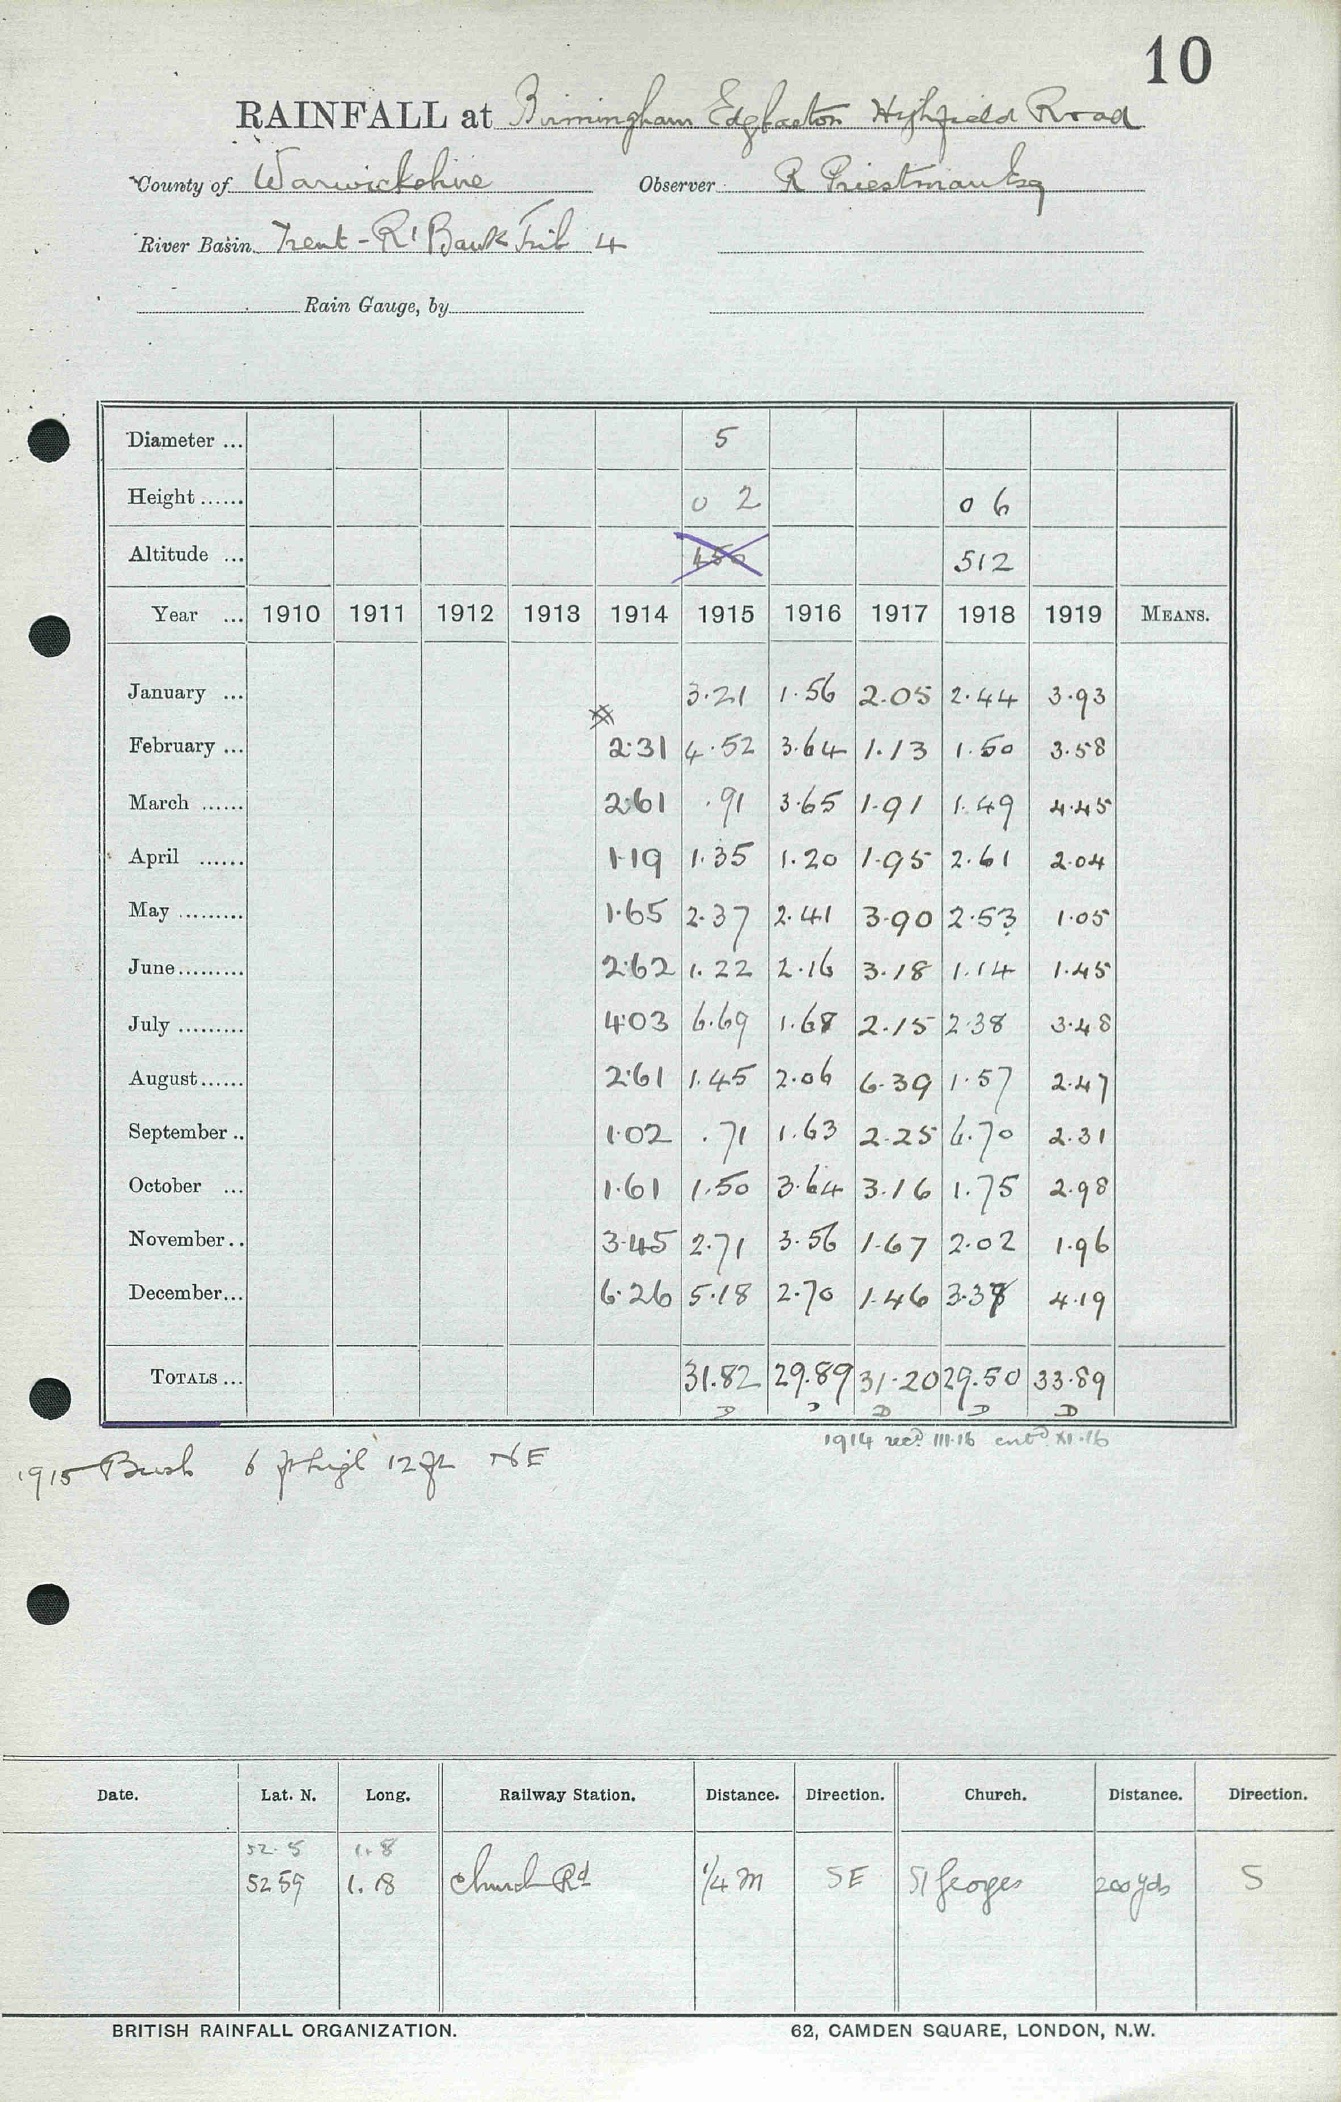 10
RAINFALL at Birmingham Edgbaston Highfield Road
County of Warwickshire Observer R Priestman Esq
River Basin Trent - Rt Bank Trib 4
Rain Gauge, by
Diameter ... 5
Height ...... 0 2 0 6
Altitude ... 450 512
Year ... 1910 1911 1912 1913 1914 1915 1916 1917 1918 1919 MEANS.
January ... 3.21 1.56 2.05 2.44 3.93
February ... 2.31 4.52 3.64 1.13 1.50 3.58
March ...... 2.61 .91 3.65 1.91 1.49 4.45
April ...... 1.19 1.35 1.20 1.95 2.61 2.04
May ......... 1.65 2.37 2.41 3.90 2.53 1.05
June......... 2.62 1.22 2.16 3.18 1.14 1.45
July ......... 4.03 6.69 1.68 2.15 2.38 3.48
August...... 2.61 1.45 2.06 6.39 1.57 2.47
September .. 1.02 .71 1.63 2.25 6.70 2.31
October ... 1.61 1.50 3.64 3.16 1.75 2.98
November.. 3.45 2.71 3.56 1.67 2.02 1.96
December... 6.26 5.18 2.70 1.46 3.37 4.19
TOTALS ... 31.82 29.89 31.20 29.50 33.89
D D D D D
1914 recd III.16 entd XI.16
1915 Bush 6 ft high 12 ft NE
Date. Lat. N. Long. Railway Station. Distance. Direction. Church. Distance. Direction.
52.5 1.8
52 59 1.18 Church Rd 1/4 m SE St Georges 200 yds S
BRITISH RAINFALL ORGANIZATION. 62, CAMDEN SQUARE, LONDON, N.W.